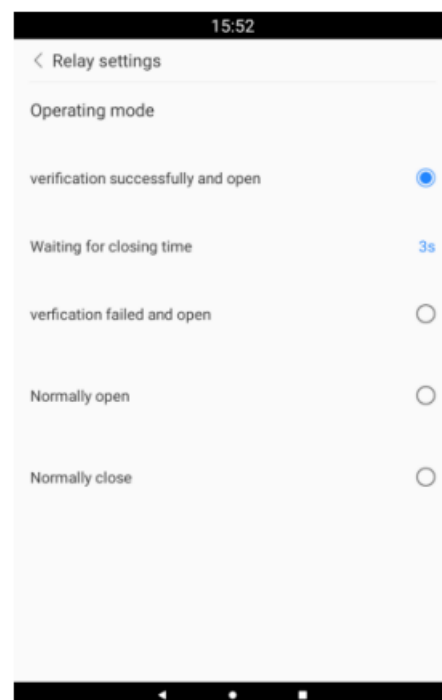 15:52
Relay settings
Operating mode
verification successfully and open
Waiting for closing time 3s
verfication failed and open
Normally open
Normally close